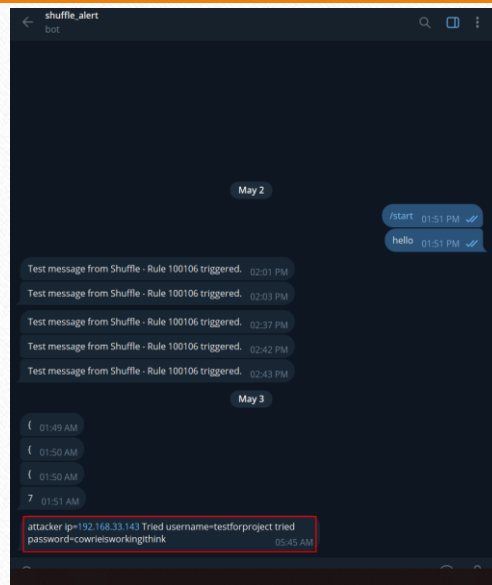 shuffle_alert
bot
May 2
/start 01:51 PM
hello 01:51 PM
Test message from Shuffle - Rule 100106 triggered. 02:01 PM
Test message from Shuffle - Rule 100106 triggered. 02:03 PM
Test message from Shuffle - Rule 100106 triggered. 02:37 PM
Test message from Shuffle - Rule 100106 triggered. 02:42 PM
Test message from Shuffle - Rule 100106 triggered. 02:43 PM
May 3
{ 01:49 AM
{ 01:50 AM
{ 01:50 AM
7 01:51 AM
attacker ip=192.168.33.143 Tried username=testforproject tried
password=cowrieisworkingithink 05:45 AM